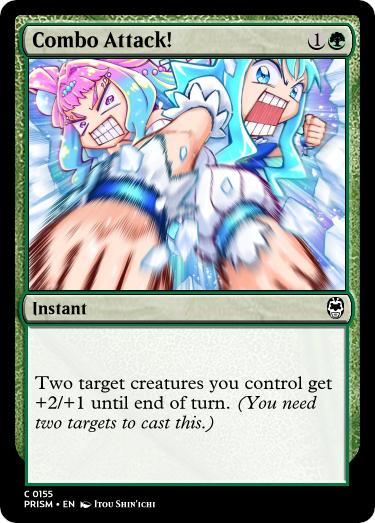 Combo Attack!
1
Instant
Two target creatures you control get
+2/+1 until end of turn. (You need
two targets to cast this.)
C 0155
PRISM • EN Itou Shin'ichi